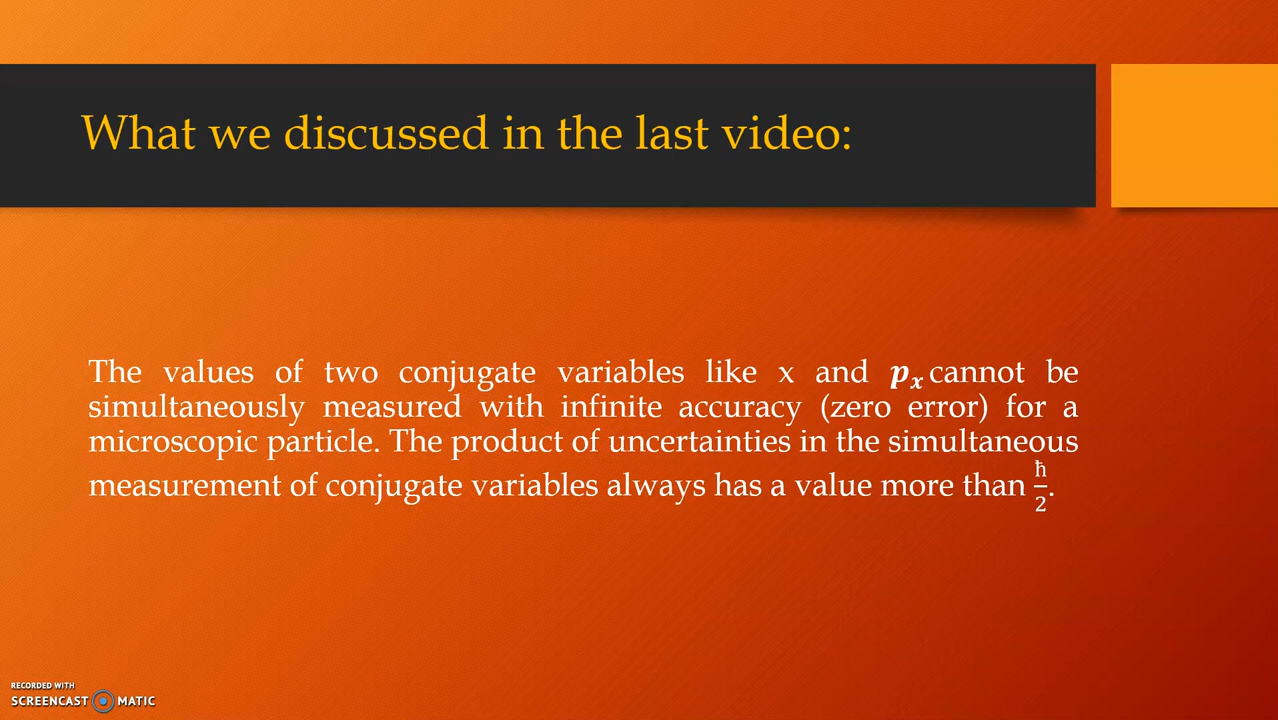 What we discussed in the last video:
The values of two conjugate variables like x and pₓ cannot be
simultaneously measured with infinite accuracy (zero error) for a
microscopic particle. The product of uncertainties in the simultaneous
measurement of conjugate variables always has a value more than ħ/2.
RECORDED WITH
SCREENCAST MATIC